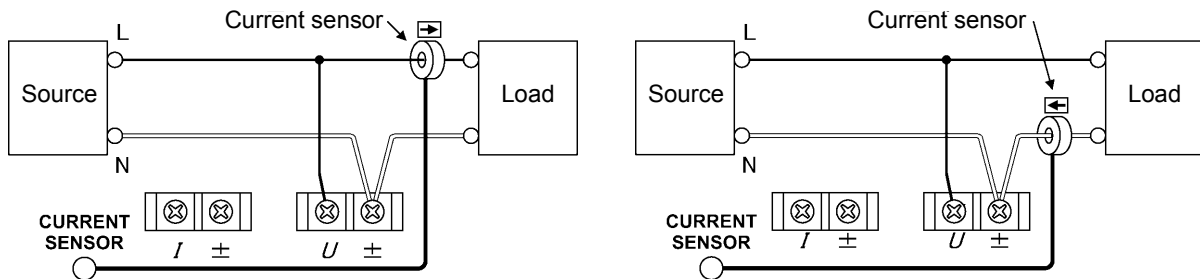 Current sensor
L
Source
Load
N
CURRENT
SENSOR
I ± U ±
Current sensor
L
Source
Load
N
CURRENT
SENSOR
I ± U ±